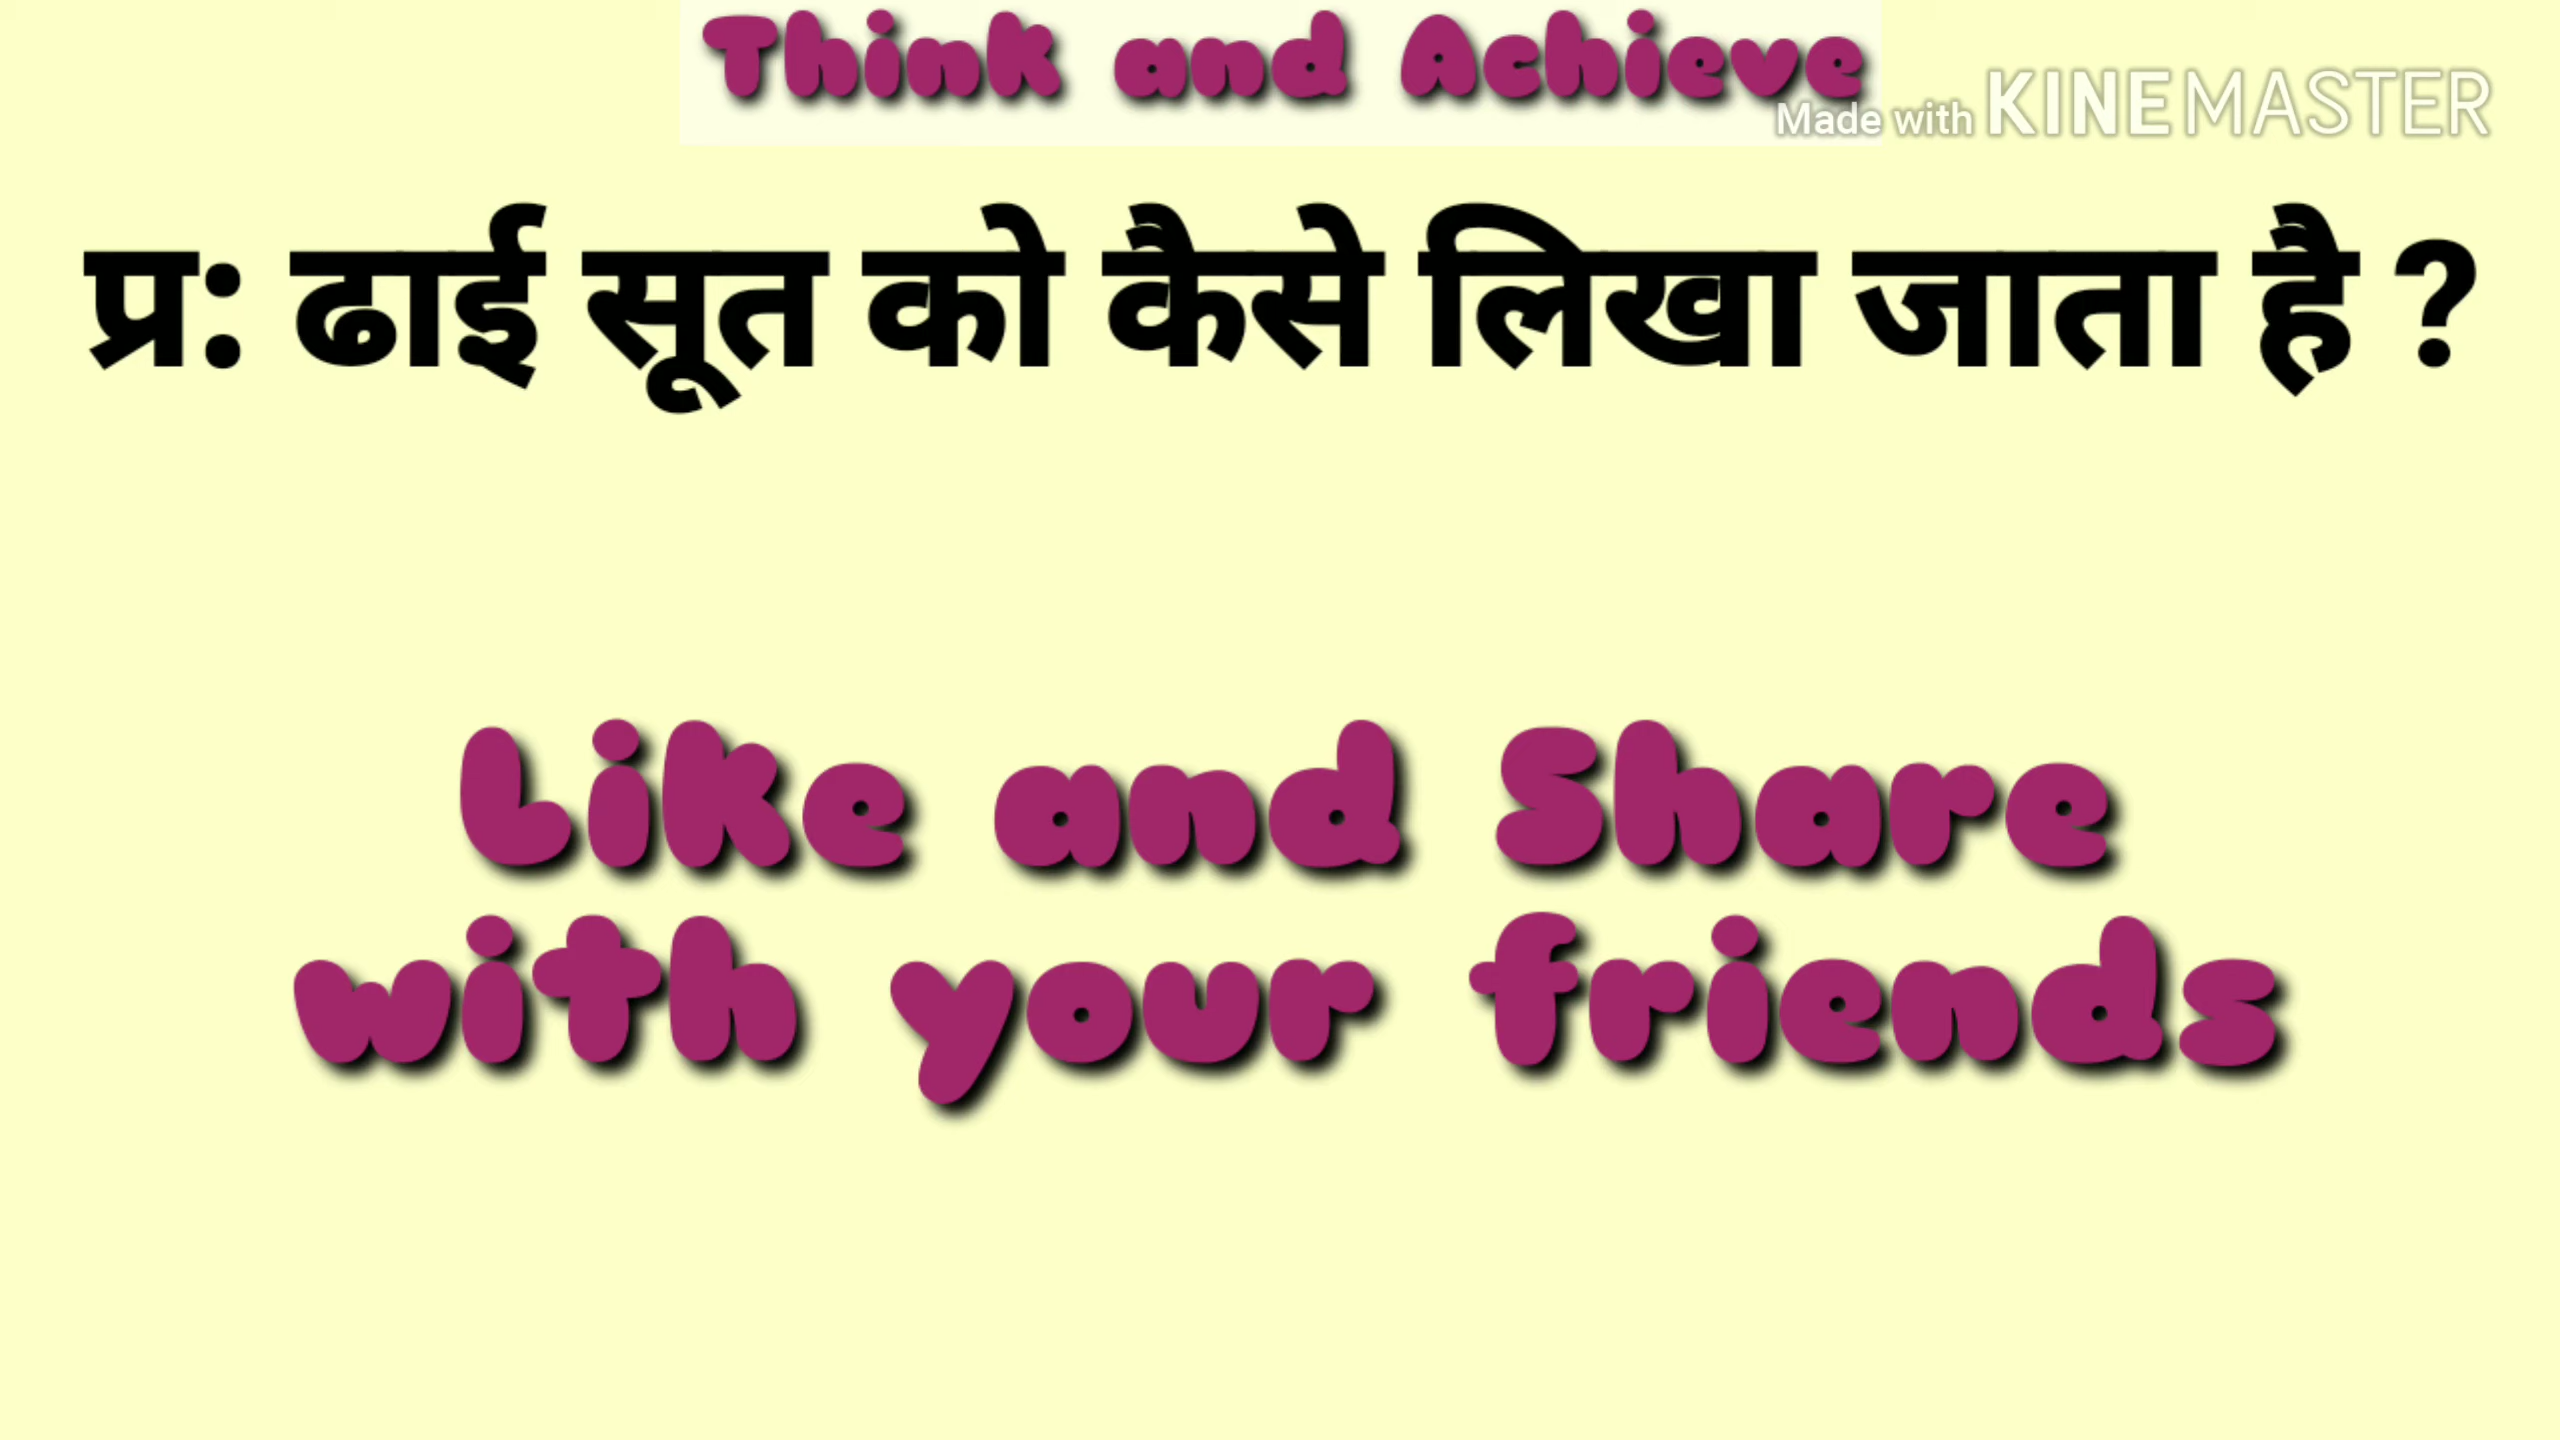 Think and Achieve
Made with KINEMASTER
प्र: ढाई सूत को कैसे लिखा जाता है ?
Like and Share
with your friends